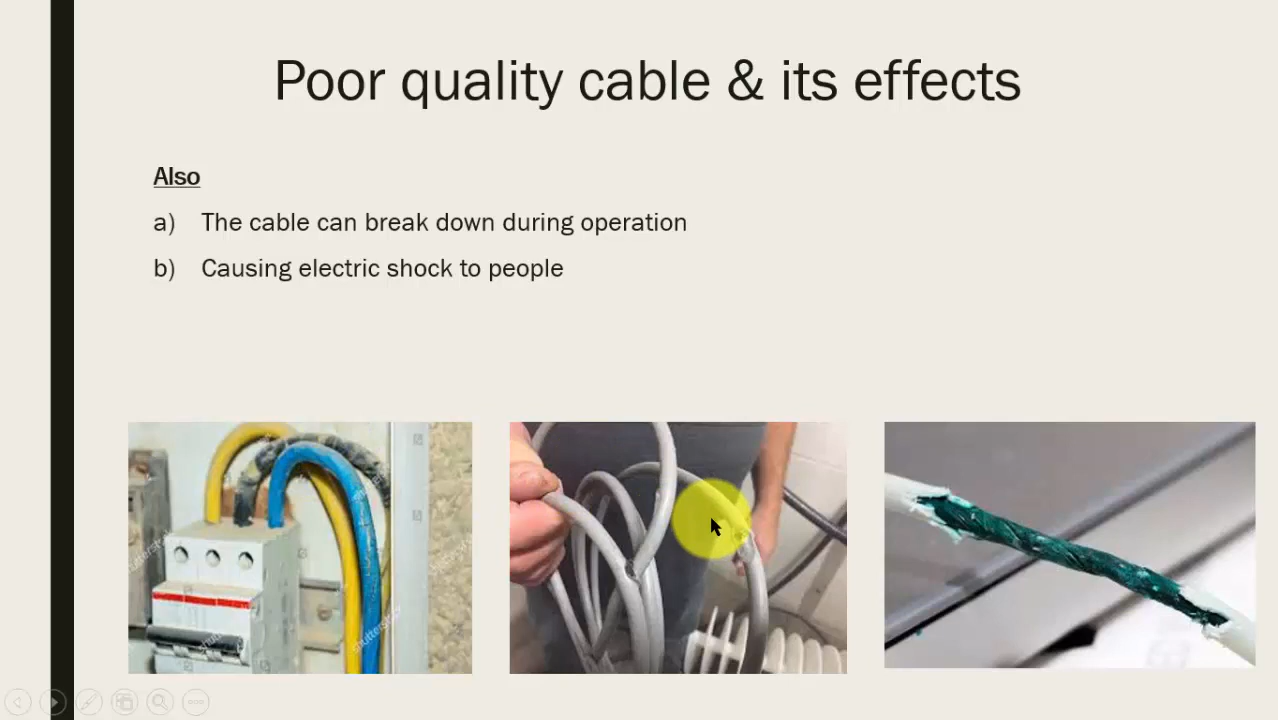 Poor quality cable & its effects
Also
a) The cable can break down during operation
b) Causing electric shock to people